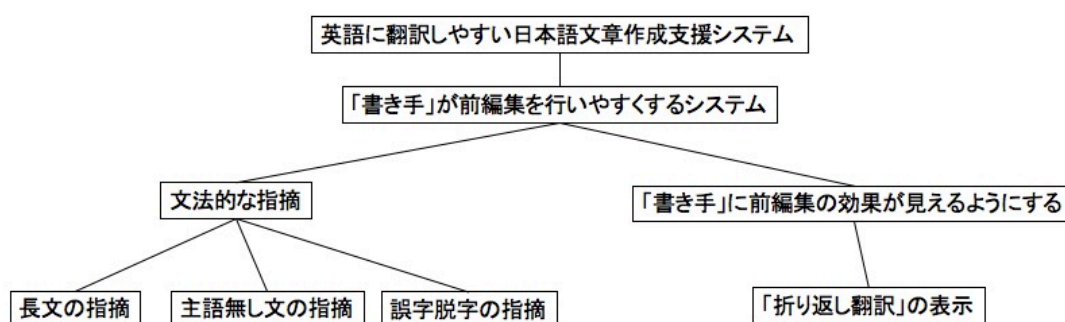 英語に翻訳しやすい日本語文章作成支援システム
「書き手」が前編集を行いやすくするシステム
文法的な指摘
「書き手」に前編集の効果が見えるようにする
長文の指摘
主語無し文の指摘
誤字脱字の指摘
「折り返し翻訳」の表示